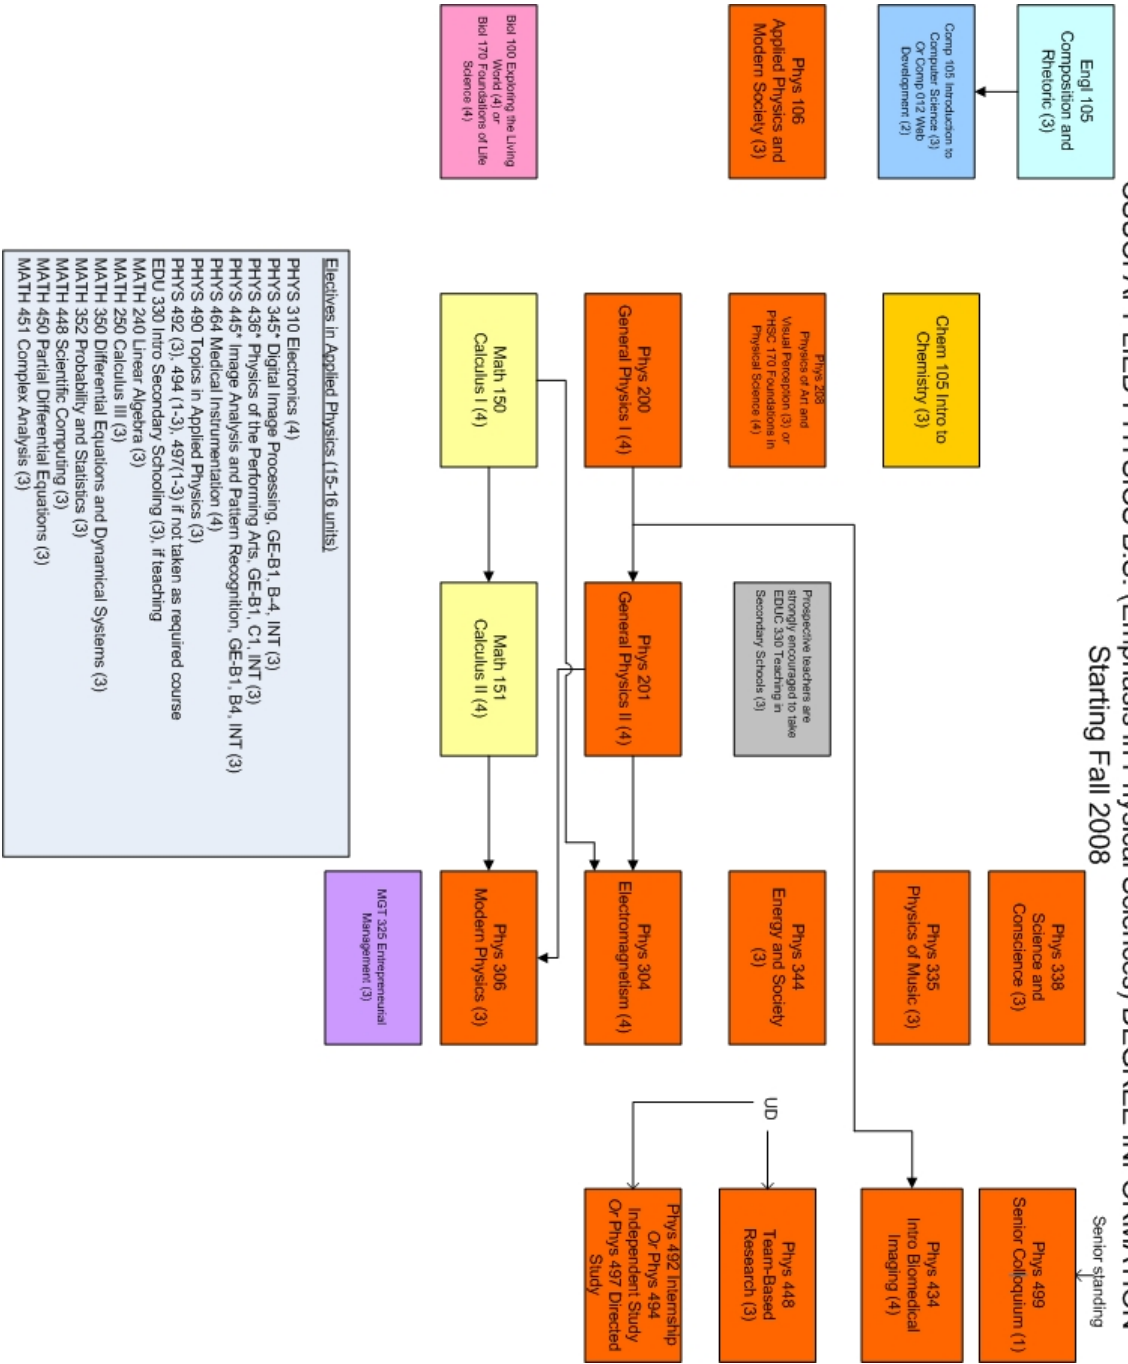 CSUCI APPLIED PHYSICS B.S. (Emphasis in Physical Sciences) DEGREE INFORMATION
Starting Fall 2008
Engl 105
Composition and
Rhetoric (3)
Comp 105 Introduction to
Computer Science (3)
Or Comp 012 Web
Development (2)
Phys 106
Applied Physics and
Modern Society (3)
Biol 100 Exploring the Living
World (4) or
Biol 170 Foundations of Life
Science (4)
Chem 105 Intro to
Chemistry (3)
Phys 208
Physics of Art and
Visual Perception (3) or
PHSC 170 Foundations in
Physical Science (4)
Phys 200
General Physics I (4)
Math 150
Calculus I (4)
Prospective teachers are
strongly encouraged to take
EDUC 330 Teaching in
Secondary Schools (3)
Phys 201
General Physics II (4)
Math 151
Calculus II (4)
Phys 338
Science and
Conscience (3)
Phys 335
Physics of Music (3)
Phys 344
Energy and Society
(3)
Phys 304
Electromagnetism (4)
Phys 306
Modern Physics (3)
MGT 325 Entrepreneurial
Management (3)
Senior standing
Phys 499
Senior Colloquium (1)
Phys 434
Intro Biomedical
Imaging (4)
UD
Phys 448
Team-Based
Research (3)
Phys 492 Internship
Or Phys 494
Independent Study
Or Phys 497 Directed
Study
Electives in Applied Physics (15-16 units)
PHYS 310 Electronics (4)
PHYS 345* Digital Image Processing, GE-B1, B-4, INT (3)
PHYS 436* Physics of the Performing Arts, GE-B1, C1, INT (3)
PHYS 445* Image Analysis and Pattern Recognition, GE-B1, B4, INT (3)
PHYS 464 Medical Instrumentation (4)
PHYS 490 Topics in Applied Physics (3)
PHYS 492 (3), 494 (1-3), 497(1-3) if not taken as required course
EDU 330 Intro Secondary Schooling (3), if teaching
MATH 240 Linear Algebra (3)
MATH 250 Calculus III (3)
MATH 350 Differential Equations and Dynamical Systems (3)
MATH 352 Probability and Statistics (3)
MATH 448 Scientific Computing (3)
MATH 450 Partial Differential Equations (3)
MATH 451 Complex Analysis (3)